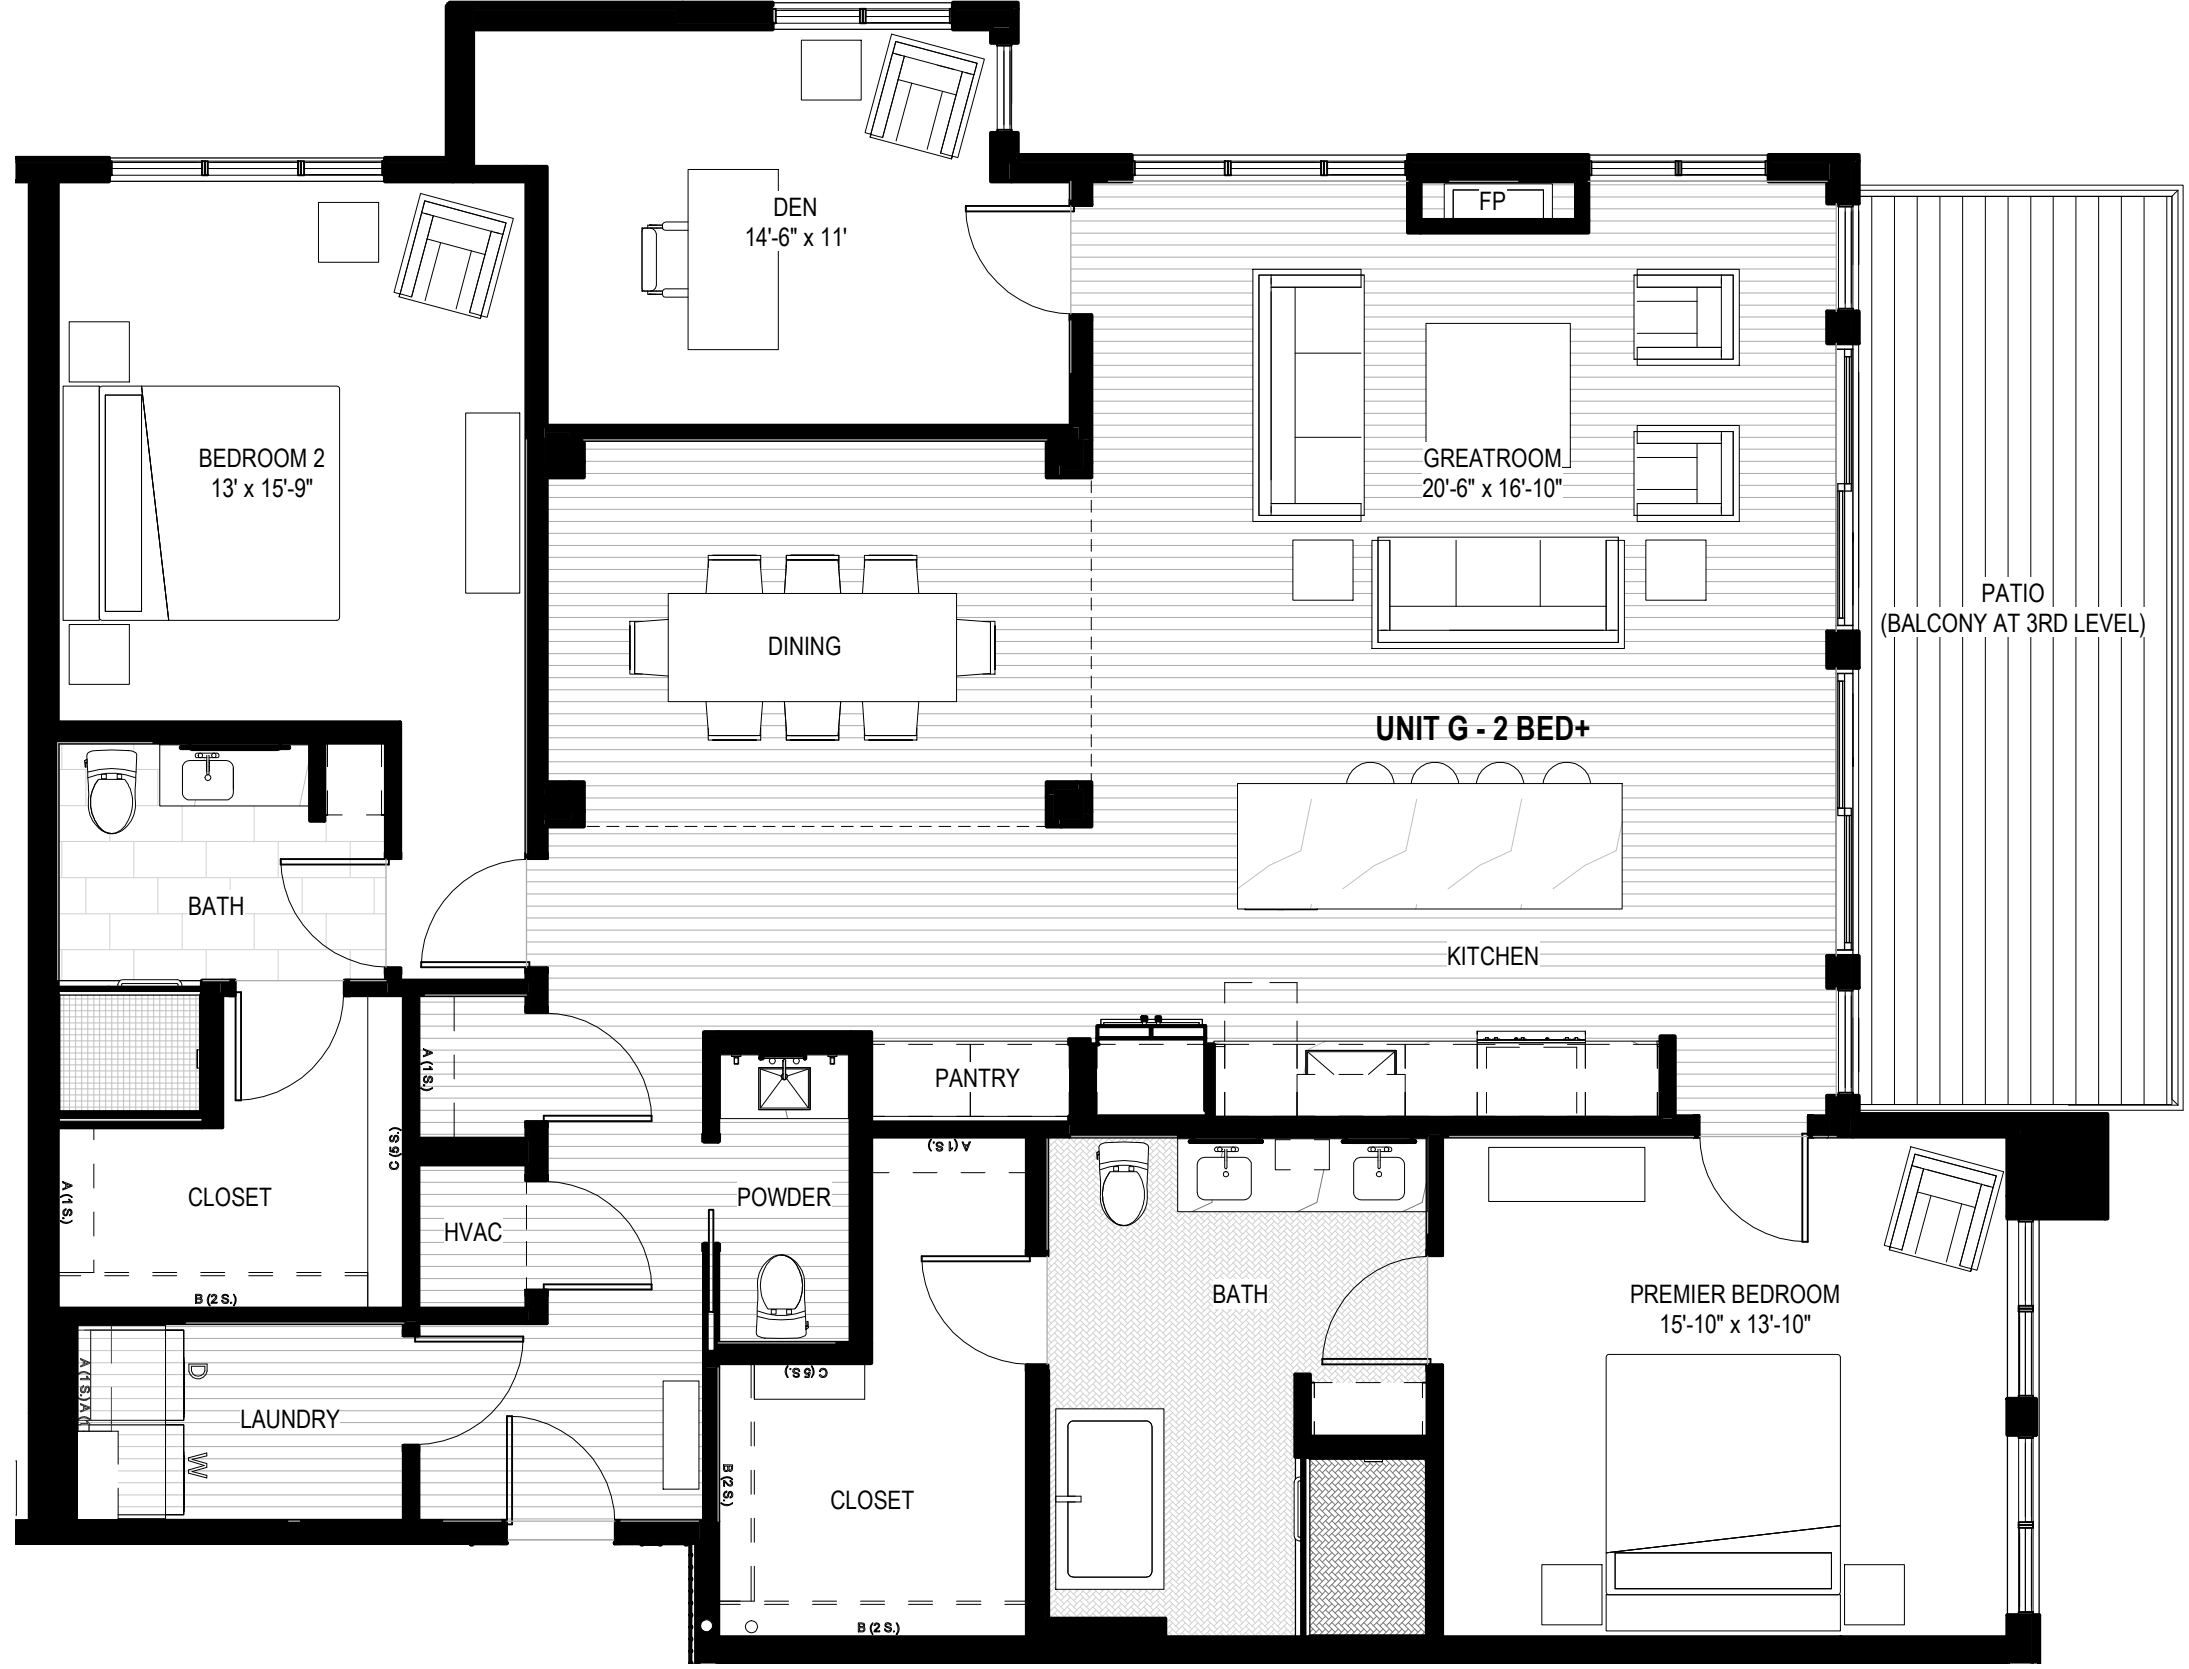 DEN
14'-6" x 11'
FP
BEDROOM 2
13' x 15'-9"
GREATROOM
20'-6" x 16'-10"
DINING
PATIO
(BALCONY AT 3RD LEVEL)
UNIT G - 2 BED+
BATH
KITCHEN
A (1 S.)
PANTRY
C (5 S.)
A (1 S.)
CLOSET
POWDER
HVAC
A (1 S.)
B (2 S.)
BATH
PREMIER BEDROOM
15'-10" x 13'-10"
A (1 S.) A (1
D
C (5 S.)
LAUNDRY
W
B (2 S.)
CLOSET
B (2 S.)